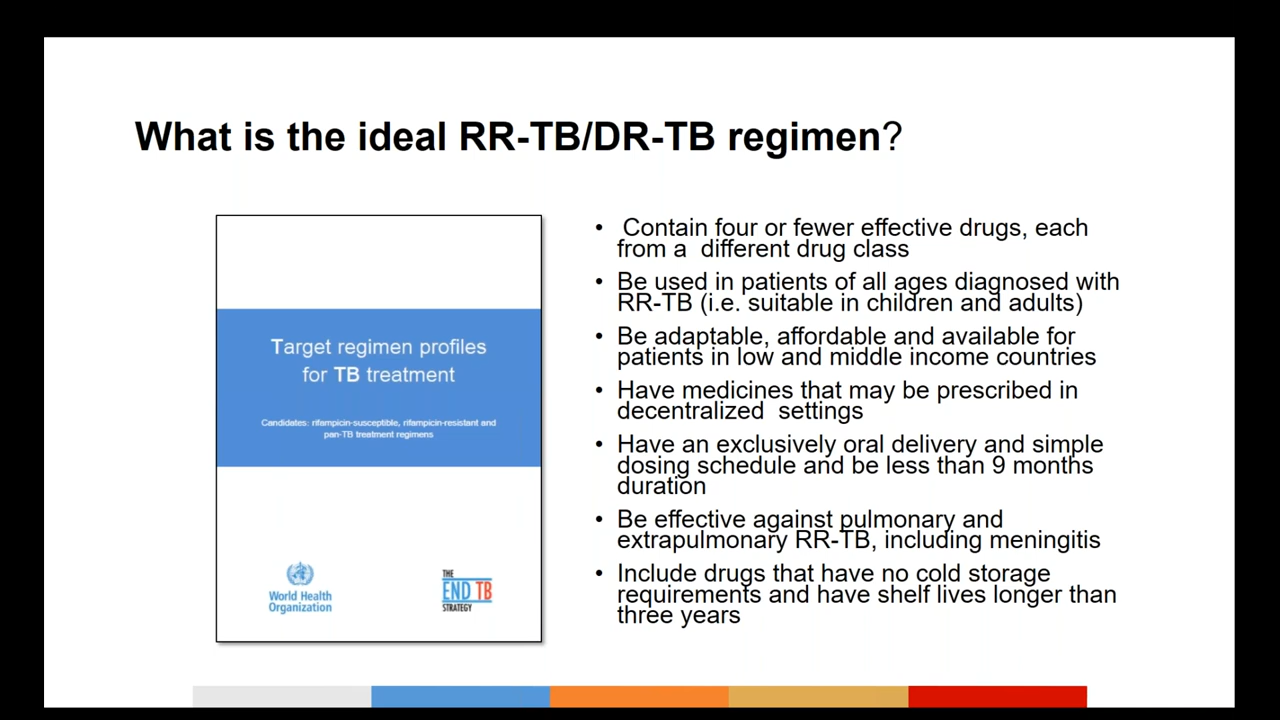 What is the ideal RR-TB/DR-TB regimen?
Target regimen profiles
for TB treatment
Candidates: rifampicin-susceptible, rifampicin-resistant and
pan-TB treatment regimens
World Health
Organization
THE
END TB
STRATEGY
• Contain four or fewer effective drugs, each
from a different drug class
• Be used in patients of all ages diagnosed with
RR-TB (i.e. suitable in children and adults)
• Be adaptable, affordable and available for
patients in low and middle income countries
• Have medicines that may be prescribed in
decentralized settings
• Have an exclusively oral delivery and simple
dosing schedule and be less than 9 months
duration
• Be effective against pulmonary and
extrapulmonary RR-TB, including meningitis
• Include drugs that have no cold storage
requirements and have shelf lives longer than
three years